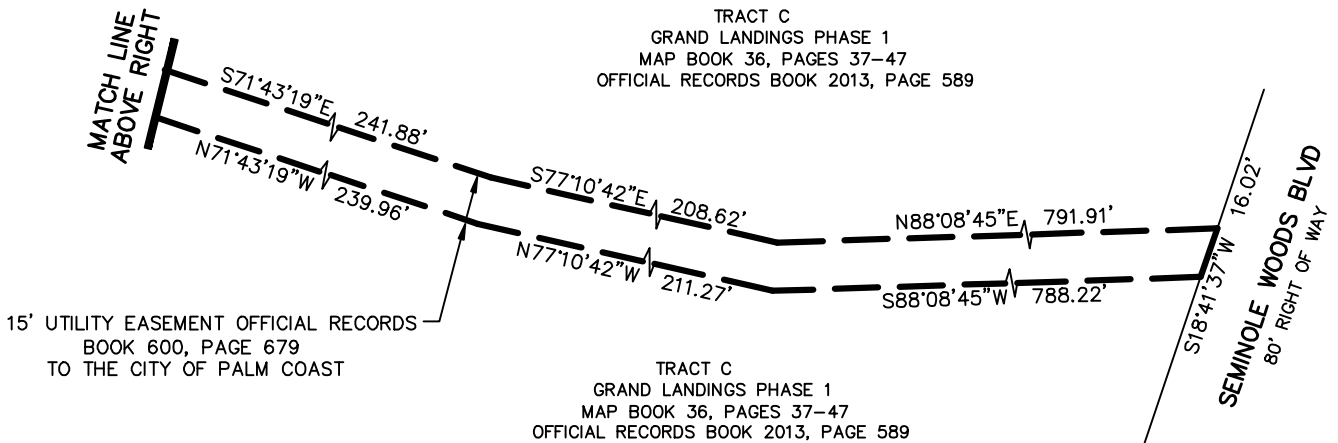 TRACT C
GRAND LANDINGS PHASE 1
MAP BOOK 36, PAGES 37-47
OFFICIAL RECORDS BOOK 2013, PAGE 589
MATCH LINE
ABOVE RIGHT
S71°43'19"E 241.88'
N71°43'19"W 239.96'
S77°10'42"E 208.62'
N77°10'42"W 211.27'
N88°08'45"E 791.91'
S88°08'45"W 788.22'
S18°41'37"W 16.02'
SEMINOLE WOODS BLVD
80' RIGHT OF WAY
15' UTILITY EASEMENT OFFICIAL RECORDS
BOOK 600, PAGE 679
TO THE CITY OF PALM COAST
TRACT C
GRAND LANDINGS PHASE 1
MAP BOOK 36, PAGES 37-47
OFFICIAL RECORDS BOOK 2013, PAGE 589